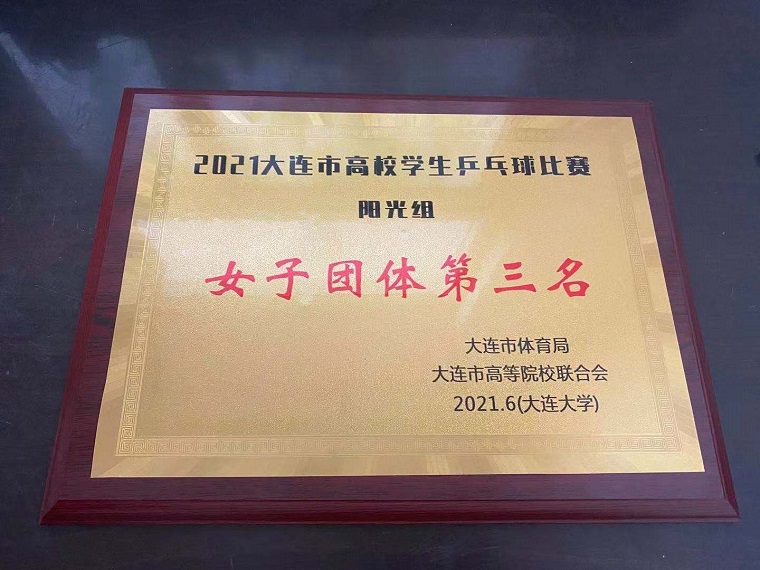 2021大连市高校学生乒乓球比赛
阳光组
女子团体第三名
大连市体育局
大连市高等院校联合会
2021.6(大连大学)